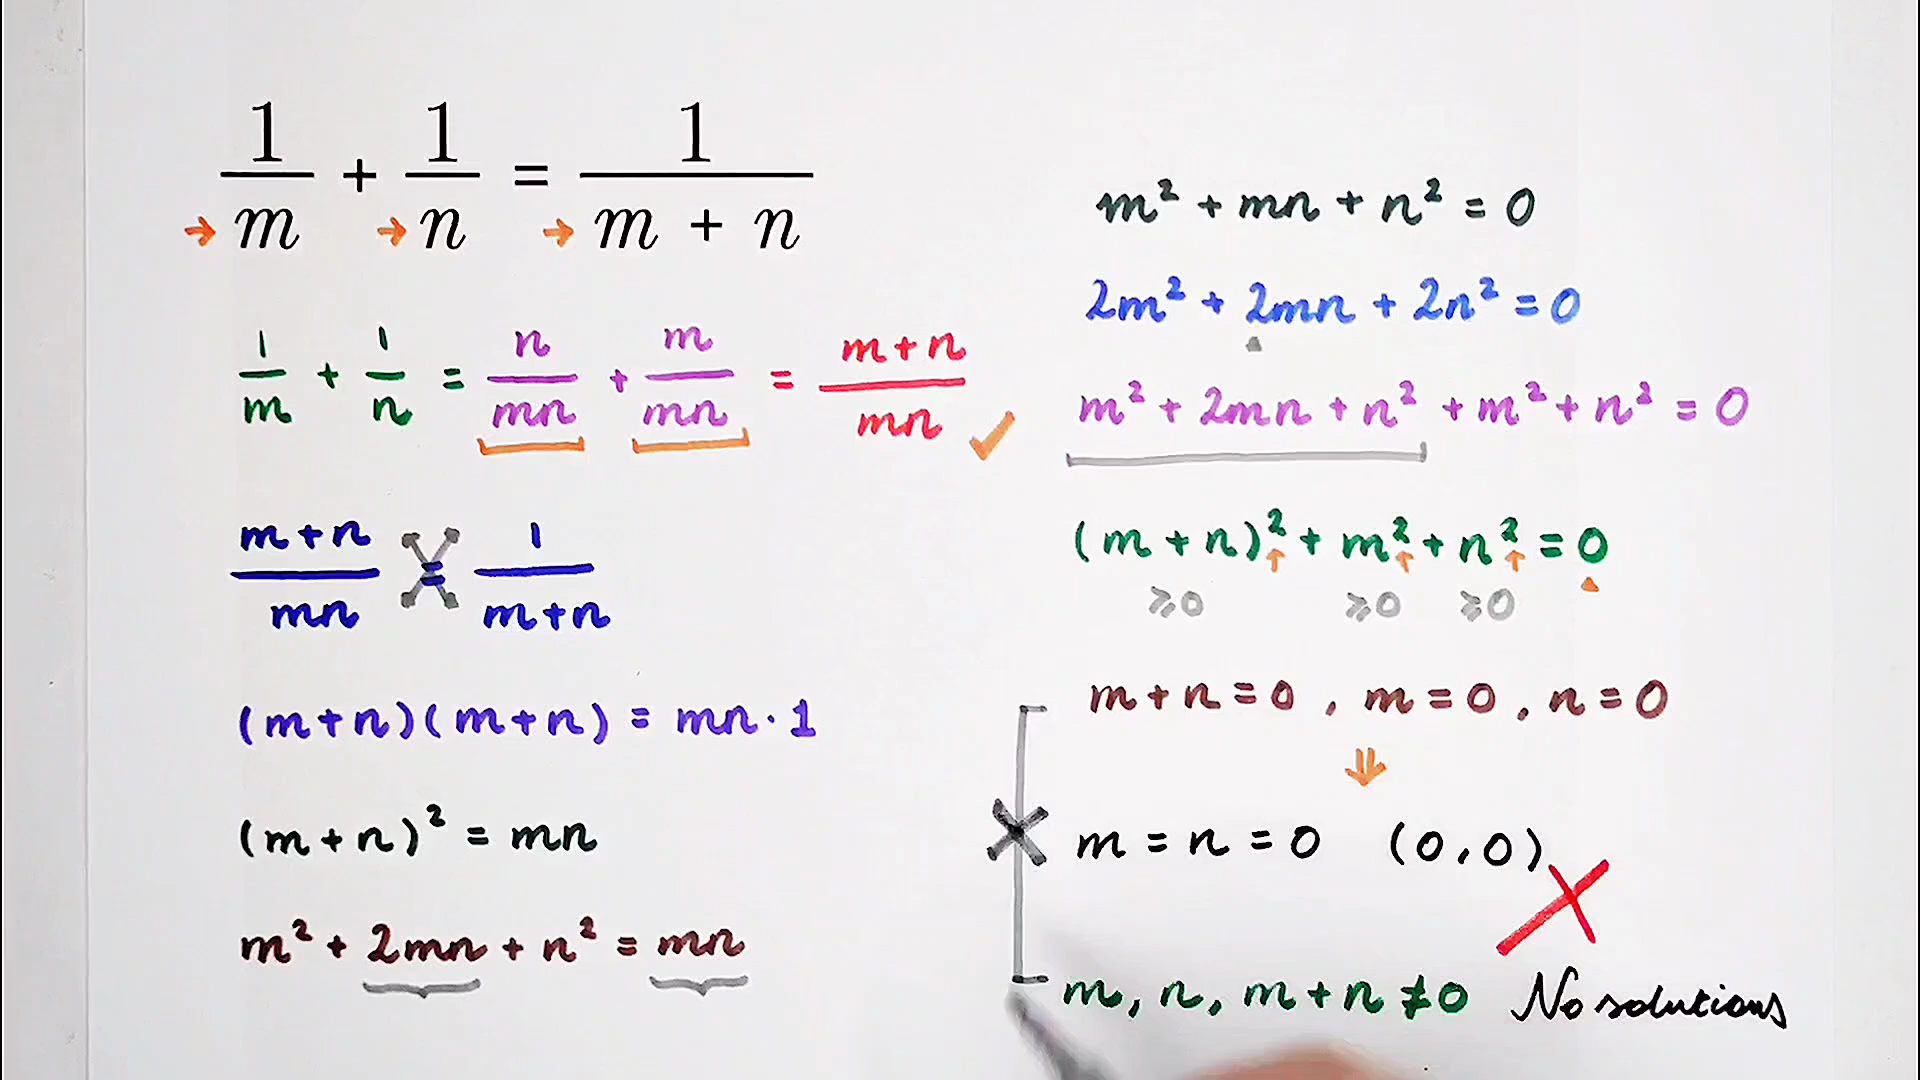 1/m + 1/n = 1/(m + n)
→ → →
1/m + 1/n = n/mn + m/mn = (m+n)/mn ✓
(m+n)/mn = 1/(m+n)
(m+n)(m+n) = mn·1
(m+n)² = mn
m² + 2mn + n² = mn
m² + mn + n² = 0
2m² + 2mn + 2n² = 0
m² + 2mn + n² + m² + n² = 0
(m+n)² + m² + n² = 0
≥0 ≥0 ≥0
m+n=0, m=0, n=0
⇓
m = n = 0 (0,0)
m, n, m+n ≠0 No solutions